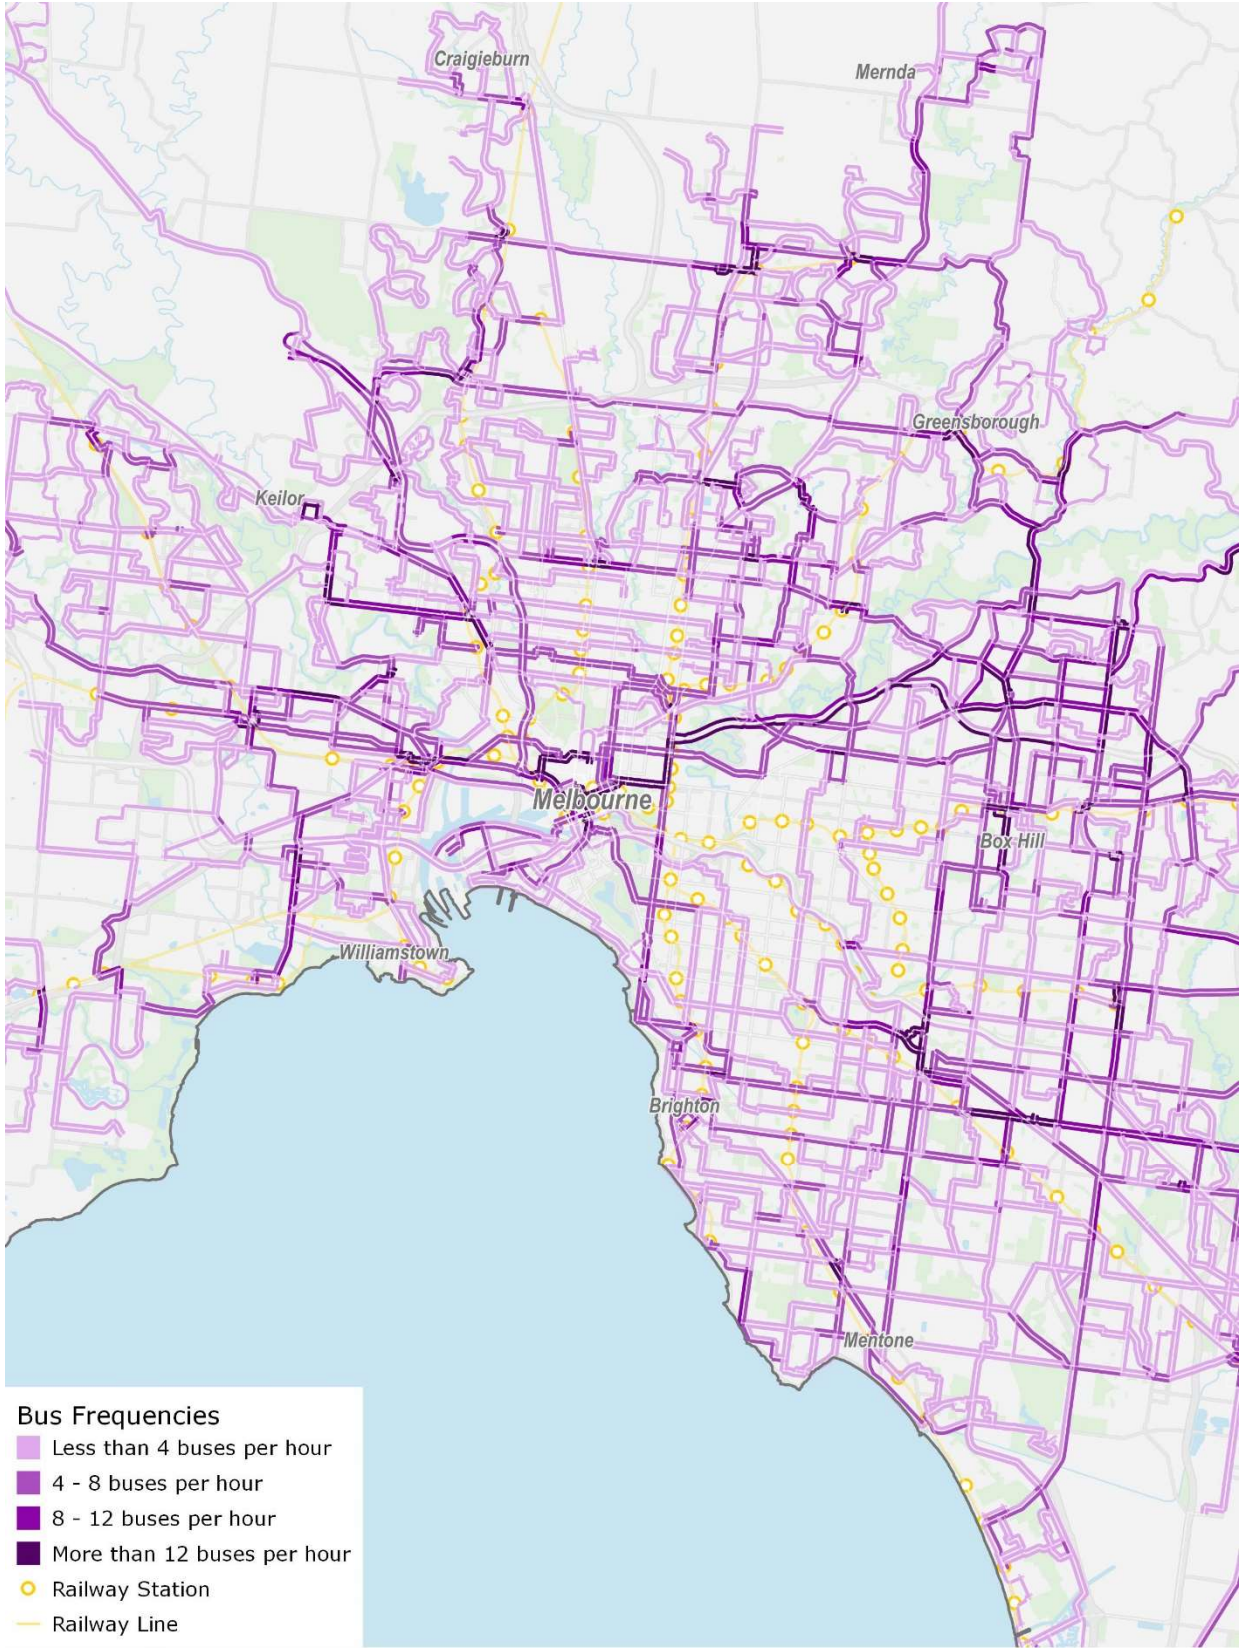 Craigieburn
Mernda
Greensborough
Keilor
Melbourne
Box Hill
Williamstown
Brighton
Mentone
Bus Frequencies
Less than 4 buses per hour
4 - 8 buses per hour
8 - 12 buses per hour
More than 12 buses per hour
Railway Station
Railway Line